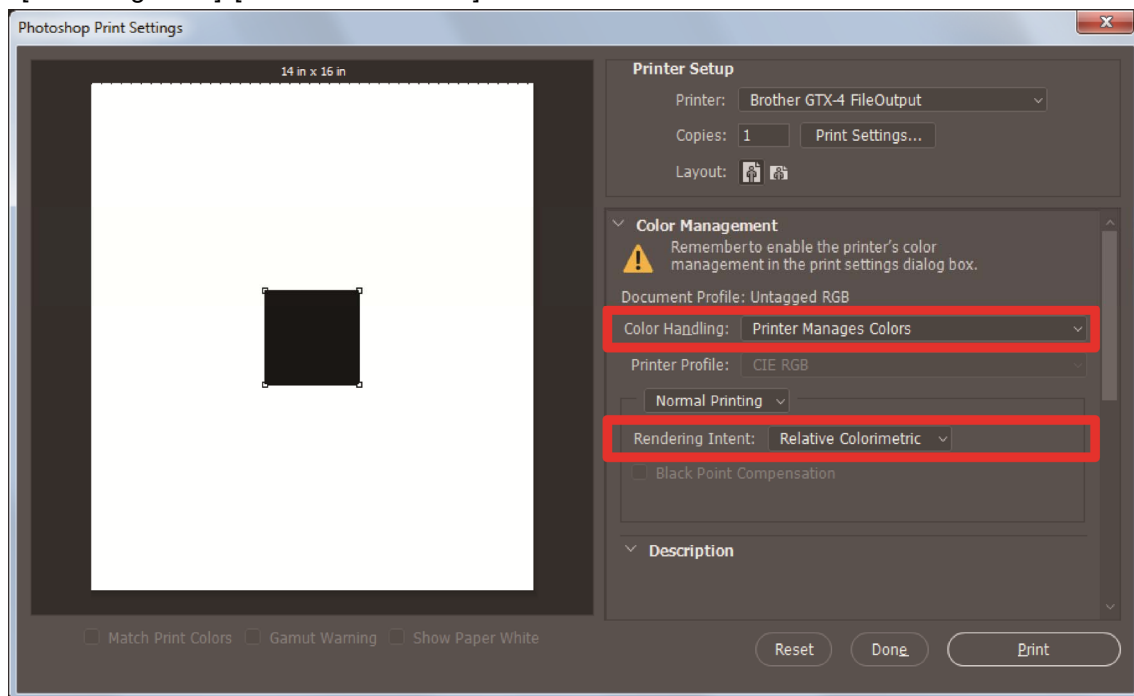 Photoshop Print Settings
X
14 in x 16 in
Printer Setup
Printer: Brother GTX-4 FileOutput
Copies: 1 Print Settings...
Layout:
Color Management
Remember to enable the printer's color
management in the print settings dialog box.
Document Profile: Untagged RGB
Color Handling: Printer Manages Colors
Printer Profile: CIE RGB
Normal Printing
Rendering Intent: Relative Colorimetric
Black Point Compensation
Description
Match Print Colors Gamut Warning Show Paper White
Reset Done Print